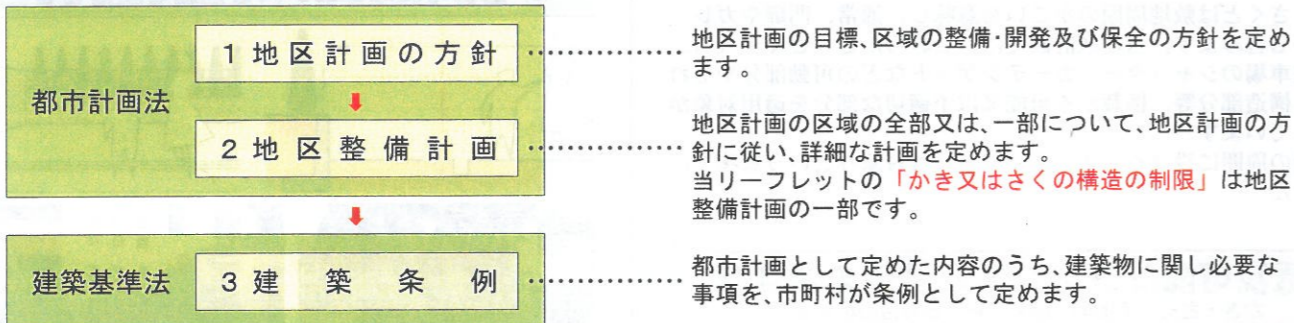 都市計画法
1 地区計画の方針
地区計画の目標、区域の整備・開発及び保全の方針を定め
ます。
2 地区整備計画
地区計画の区域の全部又は、一部について、地区計画の方
針に従い、詳細な計画を定めます。
当リーフレットの「かき又はさくの構造の制限」は地区
整備計画の一部です。
建築基準法
3 建築条例
都市計画として定めた内容のうち、建築物に関し必要な
事項を、市町村が条例として定めます。